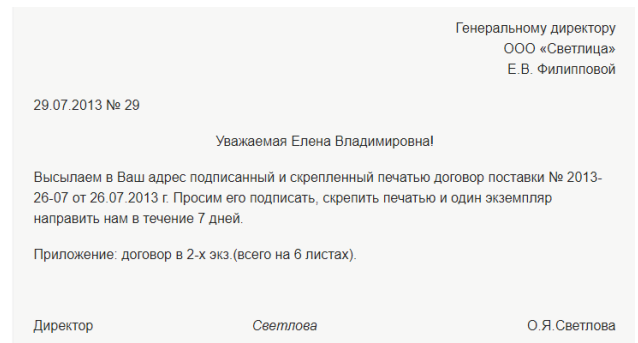 Генеральному директору
ООО «Светлица»
Е.В. Филипповой
29.07.2013 № 29
Уважаемая Елена Владимировна!
Высылаем в Ваш адрес подписанный и скрепленный печатью договор поставки № 2013-
26-07 от 26.07.2013 г. Просим его подписать, скрепить печатью и один экземпляр
направить нам в течение 7 дней.
Приложение: договор в 2-х экз.(всего на 6 листах).
Директор Светлова О.Я.Светлова